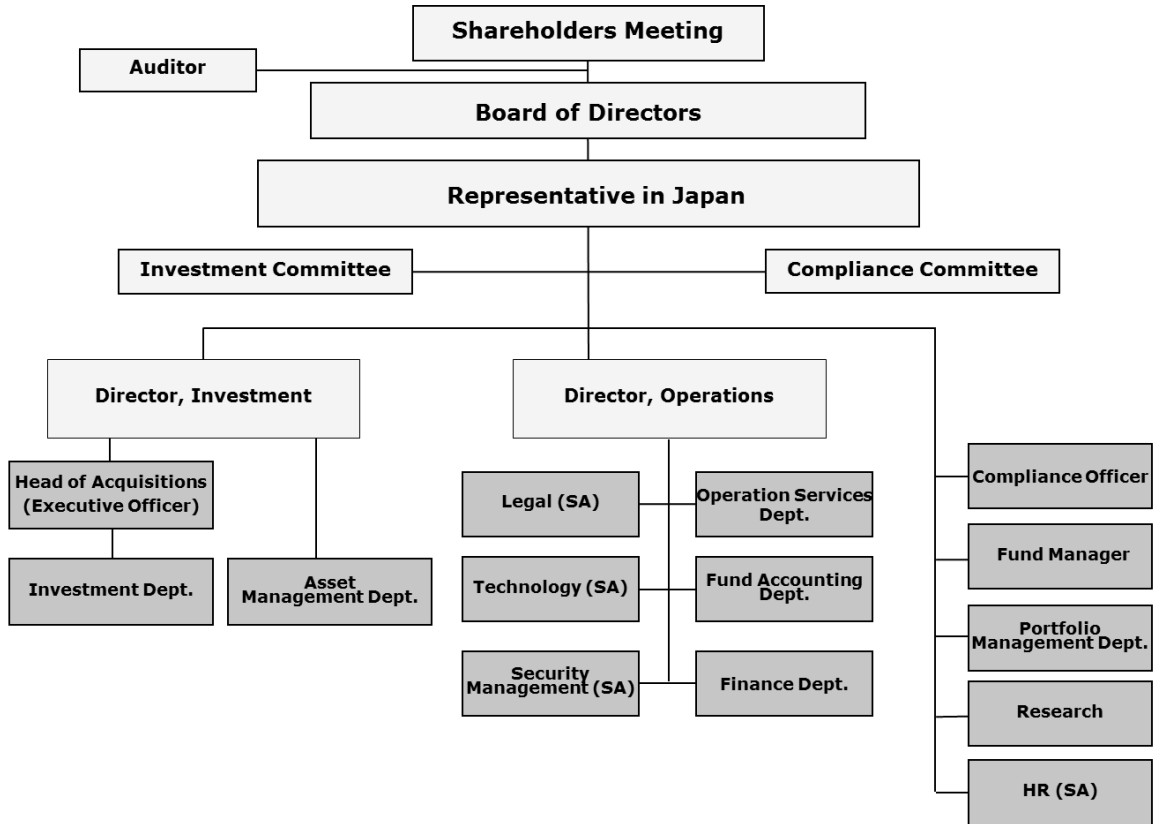 Shareholders Meeting
Auditor
Board of Directors
Representative in Japan
Investment Committee
Compliance Committee
Director, Investment
Director, Operations
Head of Acquisitions
(Executive Officer)
Investment Dept.
Asset
Management Dept.
Legal (SA)
Operation Services
Dept.
Technology (SA)
Fund Accounting
Dept.
Security
Management (SA)
Finance Dept.
Compliance Officer
Fund Manager
Portfolio
Management Dept.
Research
HR (SA)